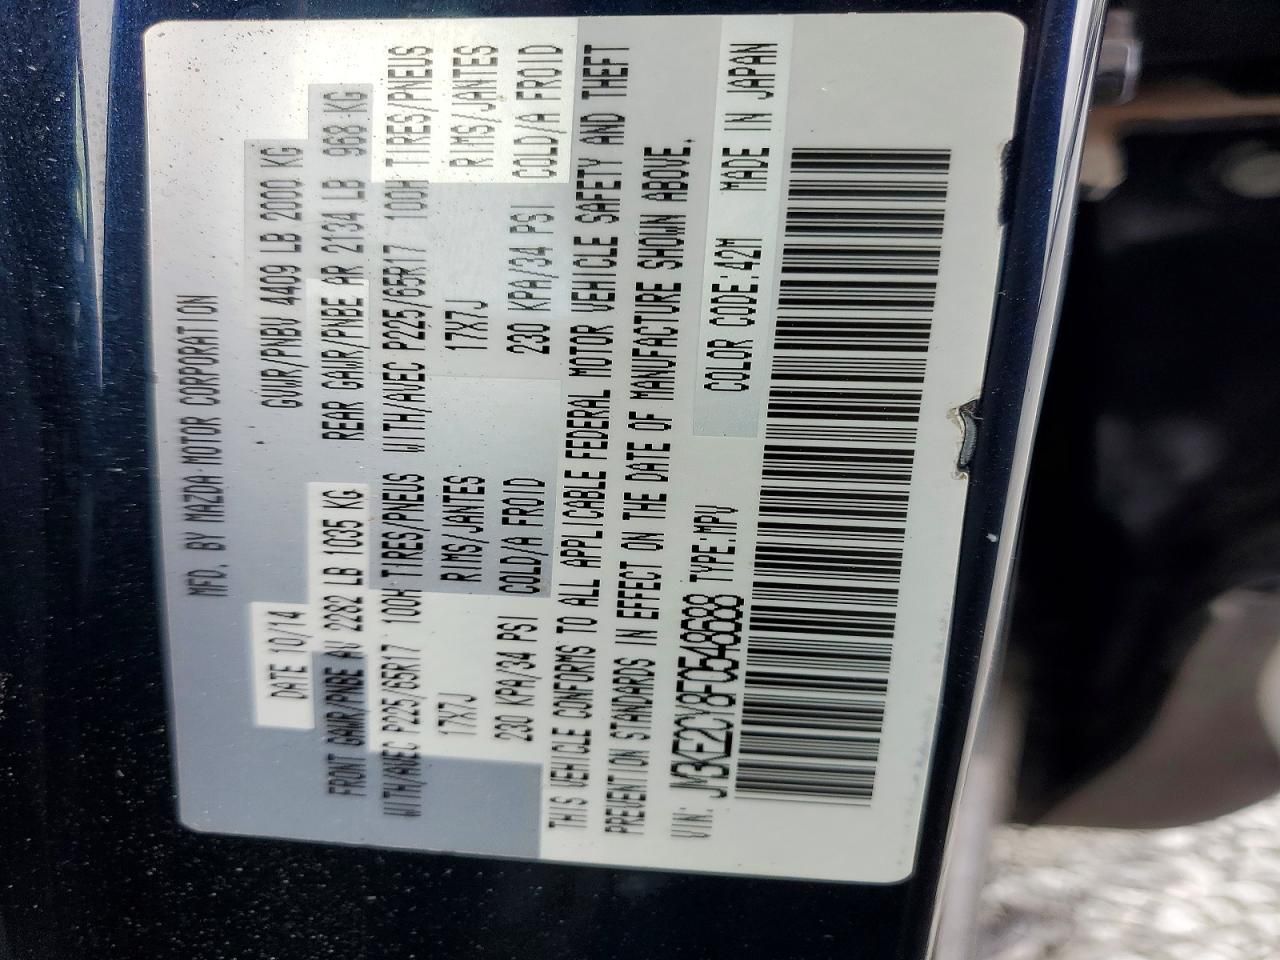 MFD. BY MAZDA MOTOR CORPORATION
DATE 10/14 GVWR/PNBV 4409 LB 2000 KG
FRONT GAWR/PNBE AV 2282 LB 1035 KG REAR GAWR/PNBE AR 2134 LB 968 KG
WITH/AVEC P225/65R17 100H TIRES/PNEUS WITH/AVEC P225/65R17 100H TIRES/PNEUS
17X7J RIMS/JANTES 17X7J RIMS/JANTES
230 KPA/34 PSI COLD/A FROID 230 KPA/34 PSI COLD/A FROID
THIS VEHICLE CONFORMS TO ALL APPLICABLE FEDERAL MOTOR VEHICLE SAFETY AND THEFT
PREVENTION STANDARDS IN EFFECT ON THE DATE OF MANUFACTURE SHOWN ABOVE.
VIN: JM3KE2CY8F0548688 TYPE:MPV COLOR CODE:42M MADE IN JAPAN